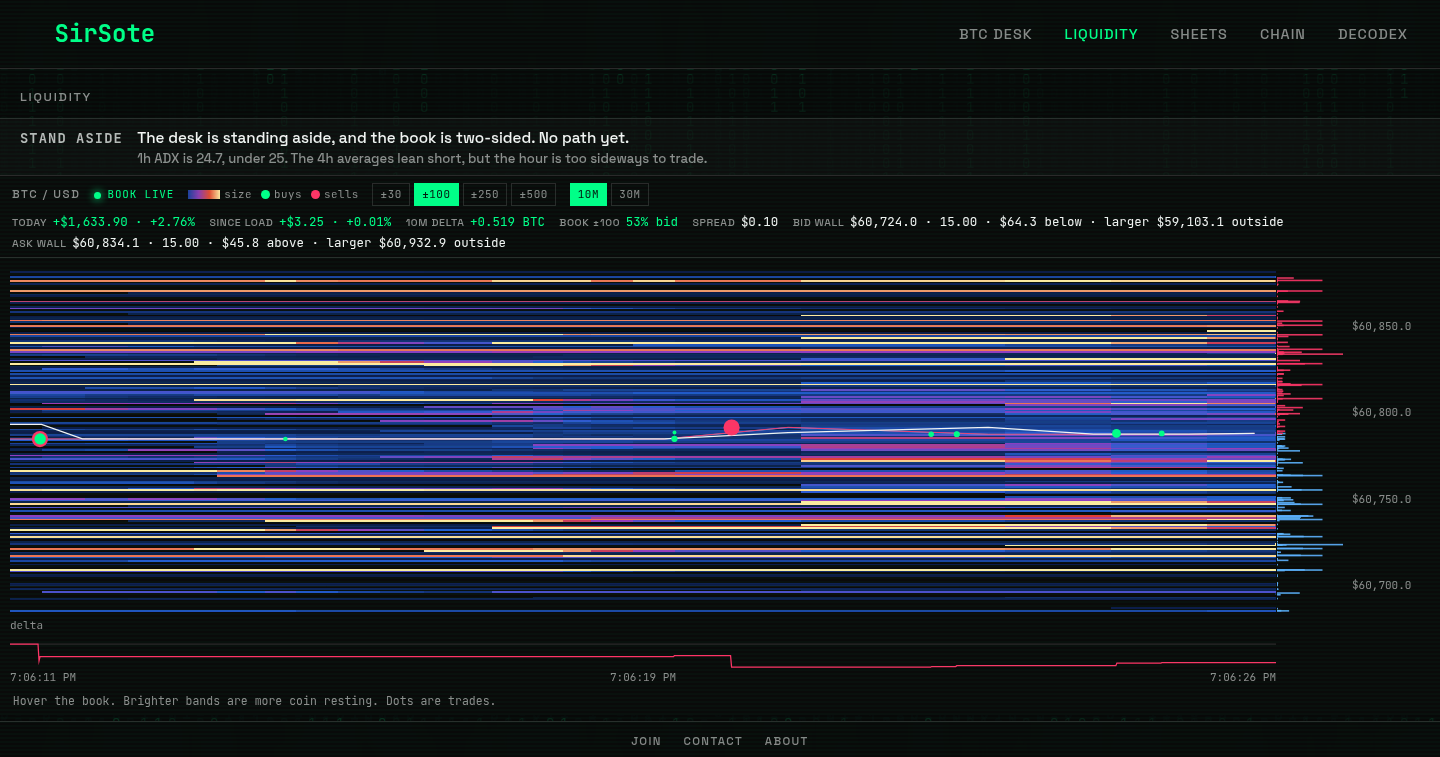 SirSote
BTC DESK LIQUIDITY SHEETS CHAIN DECODEX
LIQUIDITY
STAND ASIDE The desk is standing aside, and the book is two-sided. No path yet.
1h ADX is 24.7, under 25. The 4h averages lean short, but the hour is too sideways to trade.
BTC / USD BOOK LIVE size buys sells ±30 ±100 ±250 ±500 10M 30M
TODAY +$1,633.90 · +2.76% SINCE LOAD +$3.25 · +0.01% 10M DELTA +0.519 BTC BOOK ±100 53% bid SPREAD $0.10 BID WALL $60,724.0 · 15.00 · $64.3 below · larger $59,103.1 outside
ASK WALL $60,834.1 · 15.00 · $45.8 above · larger $60,932.9 outside
$60,850.0
$60,800.0
$60,750.0
$60,700.0
delta
7:06:11 PM 7:06:19 PM 7:06:26 PM
Hover the book. Brighter bands are more coin resting. Dots are trades.
JOIN CONTACT ABOUT